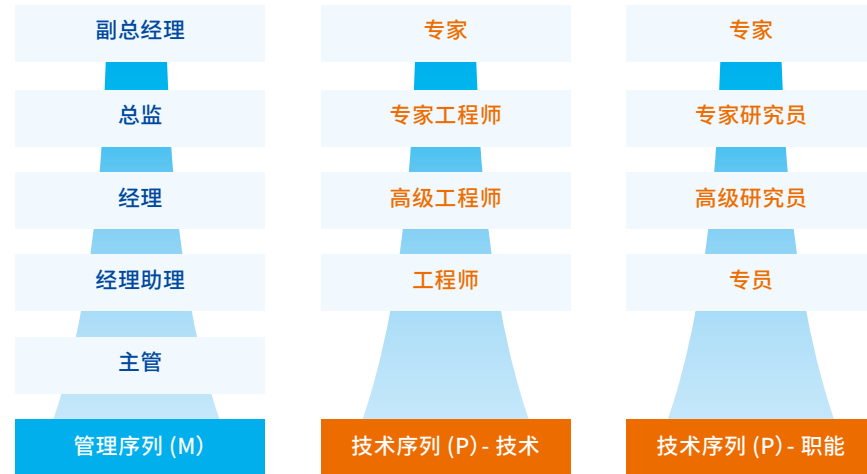 副总经理
总监
经理
经理助理
主管
管理序列 (M）
专家
专家工程师
高级工程师
工程师
技术序列 (P) - 技术
专家
专家研究员
高级研究员
专员
技术序列 (P) - 职能